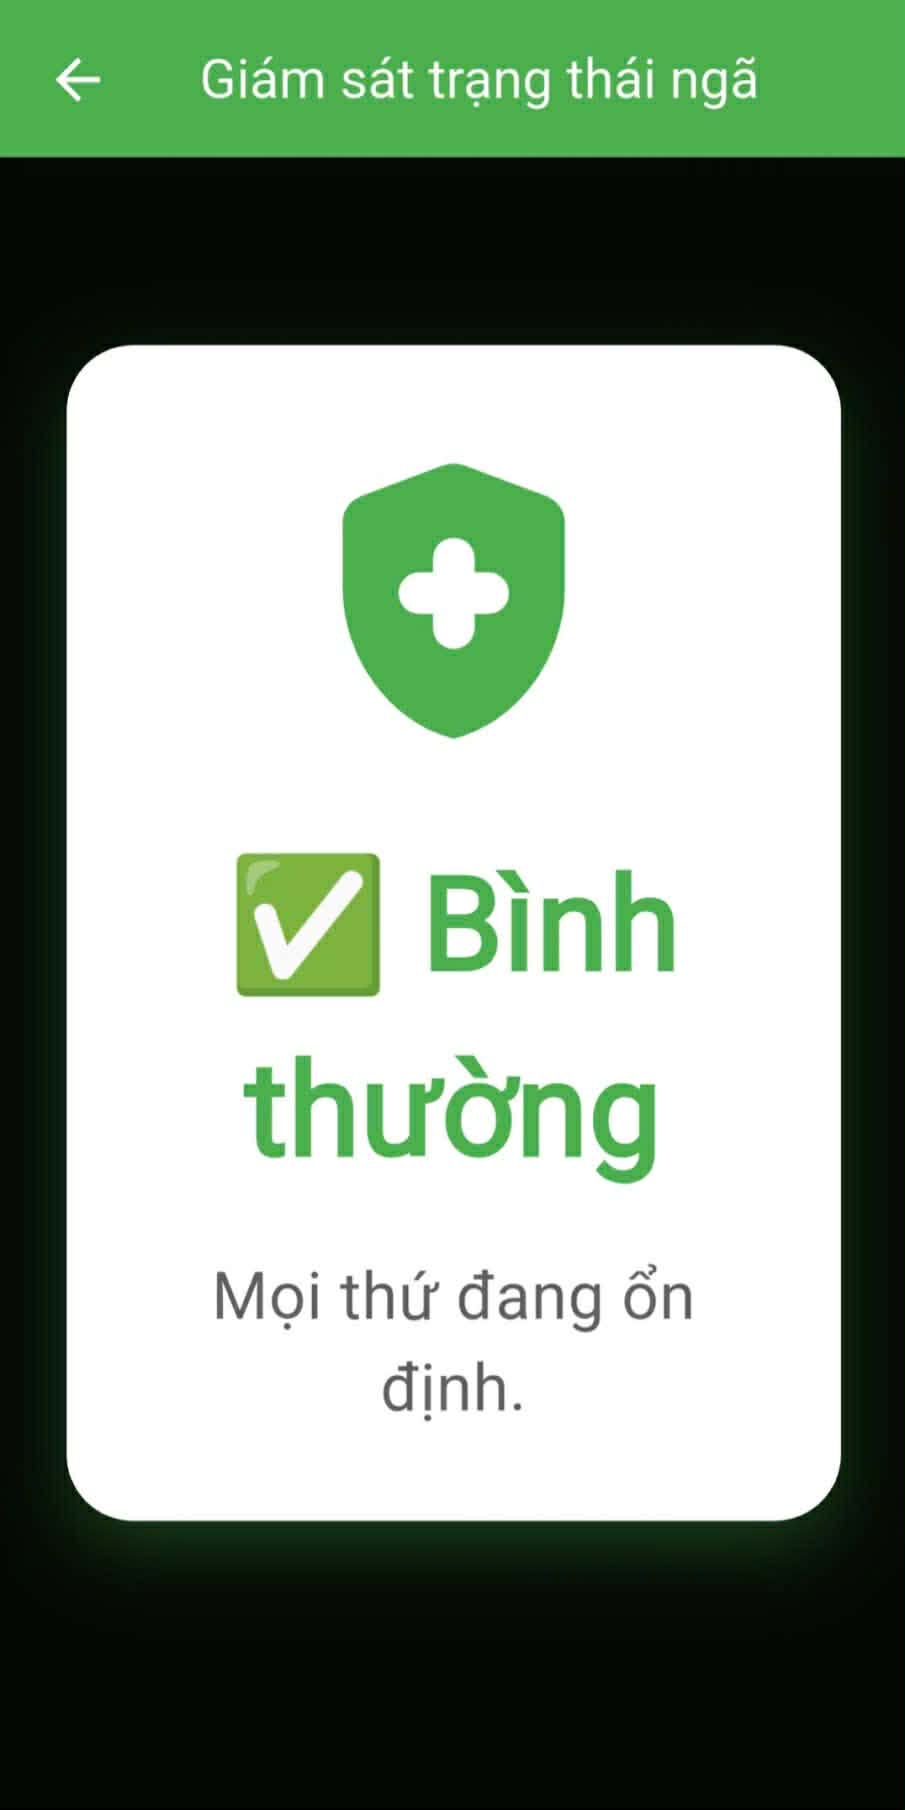 Giám sát trạng thái ngã
✅ Bình
thường
Mọi thứ đang ổn
định.